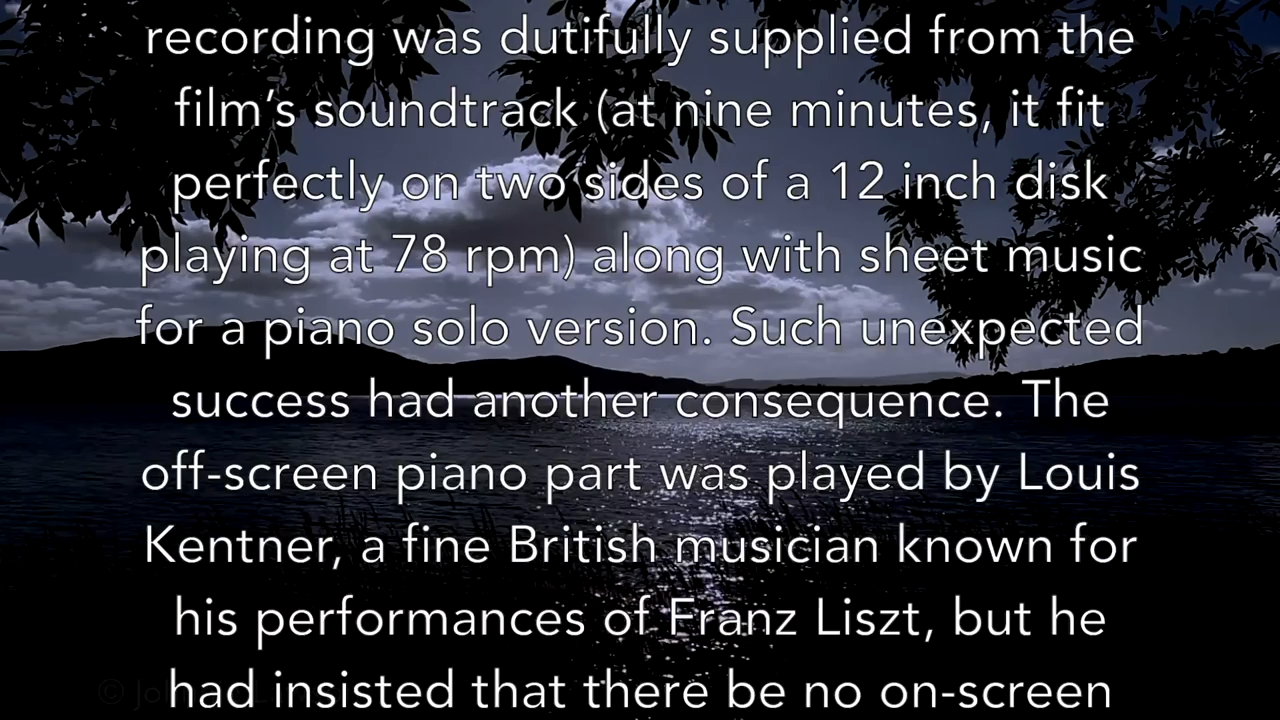 recording was dutifully supplied from the
film’s soundtrack (at nine minutes, it fit
perfectly on two sides of a 12 inch disk
playing at 78 rpm) along with sheet music
for a piano solo version. Such unexpected
success had another consequence. The
off-screen piano part was played by Louis
Kentner, a fine British musician known for
his performances of Franz Liszt, but he
had insisted that there be no on-screen
©